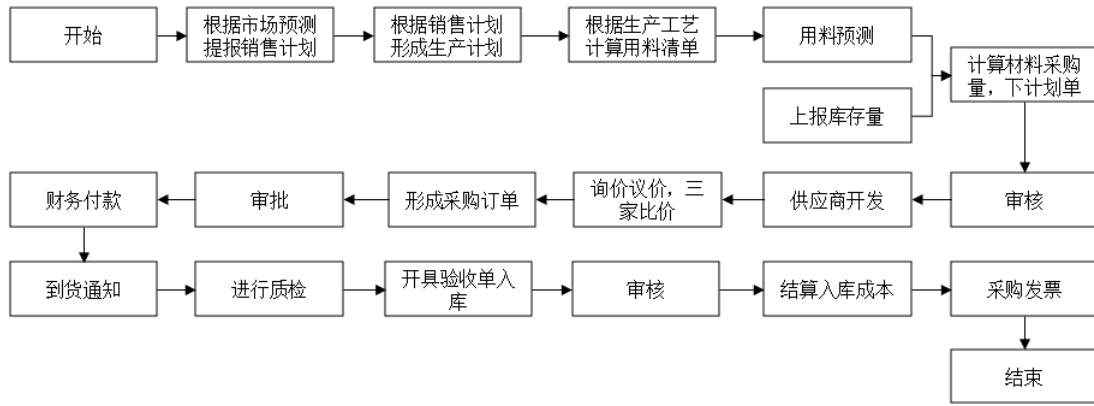 开始
根据市场预测
提报销售计划
根据销售计划
形成生产计划
根据生产工艺
计算用料清单
用料预测
上报库存量
计算材料采购
量，下计划单
审核
供应商开发
询价议价，三
家比价
形成采购订单
审批
财务付款
到货通知
进行质检
开具验收单入
库
审核
结算入库成本
采购发票
结束